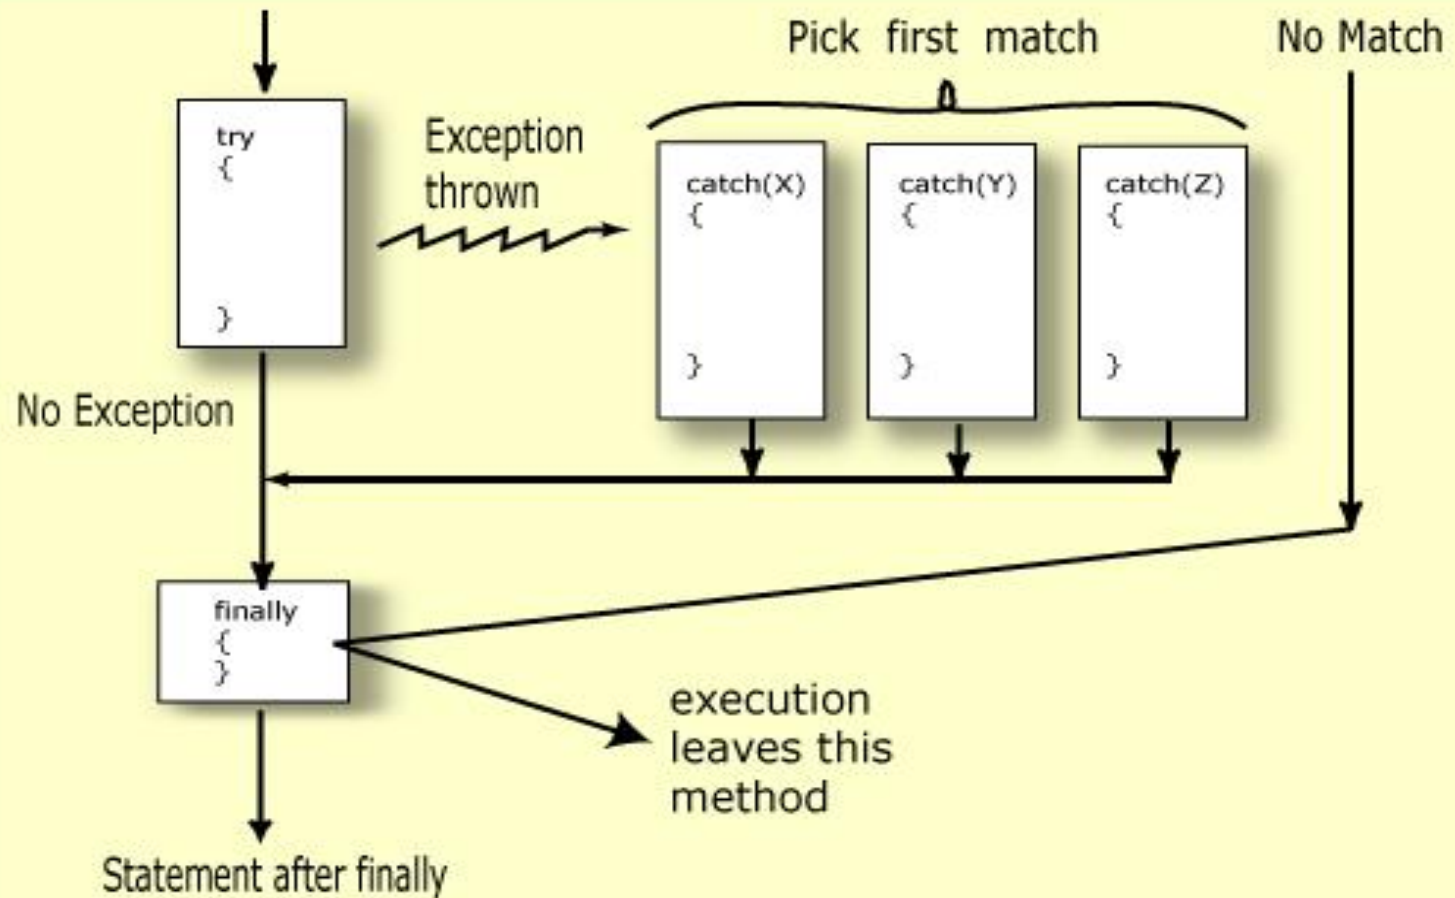 Pick first match
No Match
try
{
}
Exception
thrown
catch(X)
{
}
catch(Y)
{
}
catch(Z)
{
}
No Exception
finally
{
}
execution
leaves this
method
Statement after finally